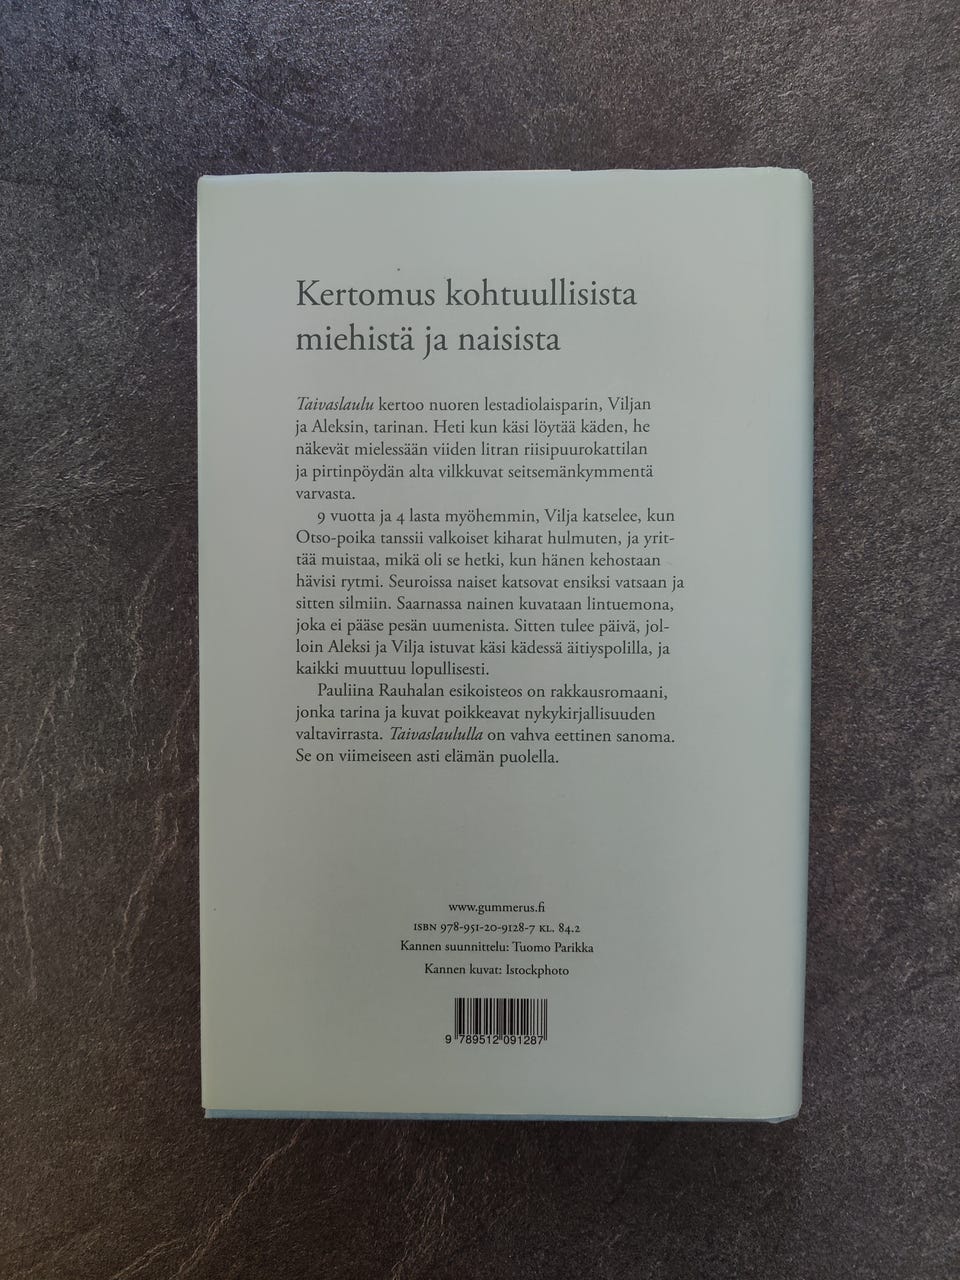 Kertomus kohtuullisista
miehistä ja naisista
Taivaslaulu kertoo nuoren lestadiolaisparin, Viljan
ja Aleksin, tarinan. Heti kun käsi löytää käden, he
näkevät mielessään viiden litran riisipuurokattilan
ja pirtinpöydän alta vilkkuvat seitsemänkymmentä
varvasta.
9 vuotta ja 4 lasta myöhemmin, Vilja katselee, kun
Otso-poika tanssii valkoiset kiharat hulmuten, ja yrit-
tää muistaa, mikä oli se hetki, kun hänen kehostaan
hävisi rytmi. Seuroissa naiset katsovat ensiksi vatsaan ja
sitten silmiin. Saarnassa nainen kuvataan lintuemona,
joka ei pääse pesän uumenista. Sitten tulee päivä, jol-
loin Aleksi ja Vilja istuvat käsi kädessä äitiyspolilla, ja
kaikki muuttuu lopullisesti.
Pauliina Rauhalan esikoisteos on rakkausromaani,
jonka tarina ja kuvat poikkeavat nykykirjallisuuden
valtavirrasta. Taivaslaululla on vahva eettinen sanoma.
Se on viimeiseen asti elämän puolella.
www.gummerus.fi
ISBN 978-951-20-9128-7 KL. 84.2
Kannen suunnittelu: Tuomo Parikka
Kannen kuvat: Istockphoto
9 789512 091287